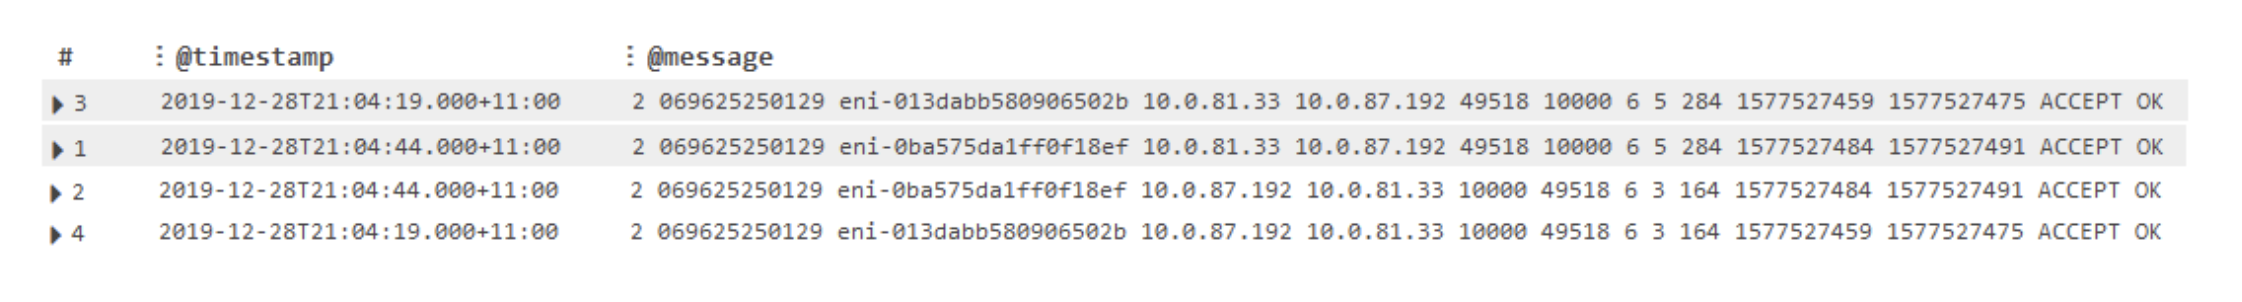 # ⋮ @timestamp ⋮ @message
▶ 3 2019-12-28T21:04:19.000+11:00 2 069625250129 eni-013dabb580906502b 10.0.81.33 10.0.87.192 49518 10000 6 5 284 1577527459 1577527475 ACCEPT OK
▶ 1 2019-12-28T21:04:44.000+11:00 2 069625250129 eni-0ba575da1ff0f18ef 10.0.81.33 10.0.87.192 49518 10000 6 5 284 1577527484 1577527491 ACCEPT OK
▶ 2 2019-12-28T21:04:44.000+11:00 2 069625250129 eni-0ba575da1ff0f18ef 10.0.87.192 10.0.81.33 10000 49518 6 3 164 1577527484 1577527491 ACCEPT OK
▶ 4 2019-12-28T21:04:19.000+11:00 2 069625250129 eni-013dabb580906502b 10.0.87.192 10.0.81.33 10000 49518 6 3 164 1577527459 1577527475 ACCEPT OK